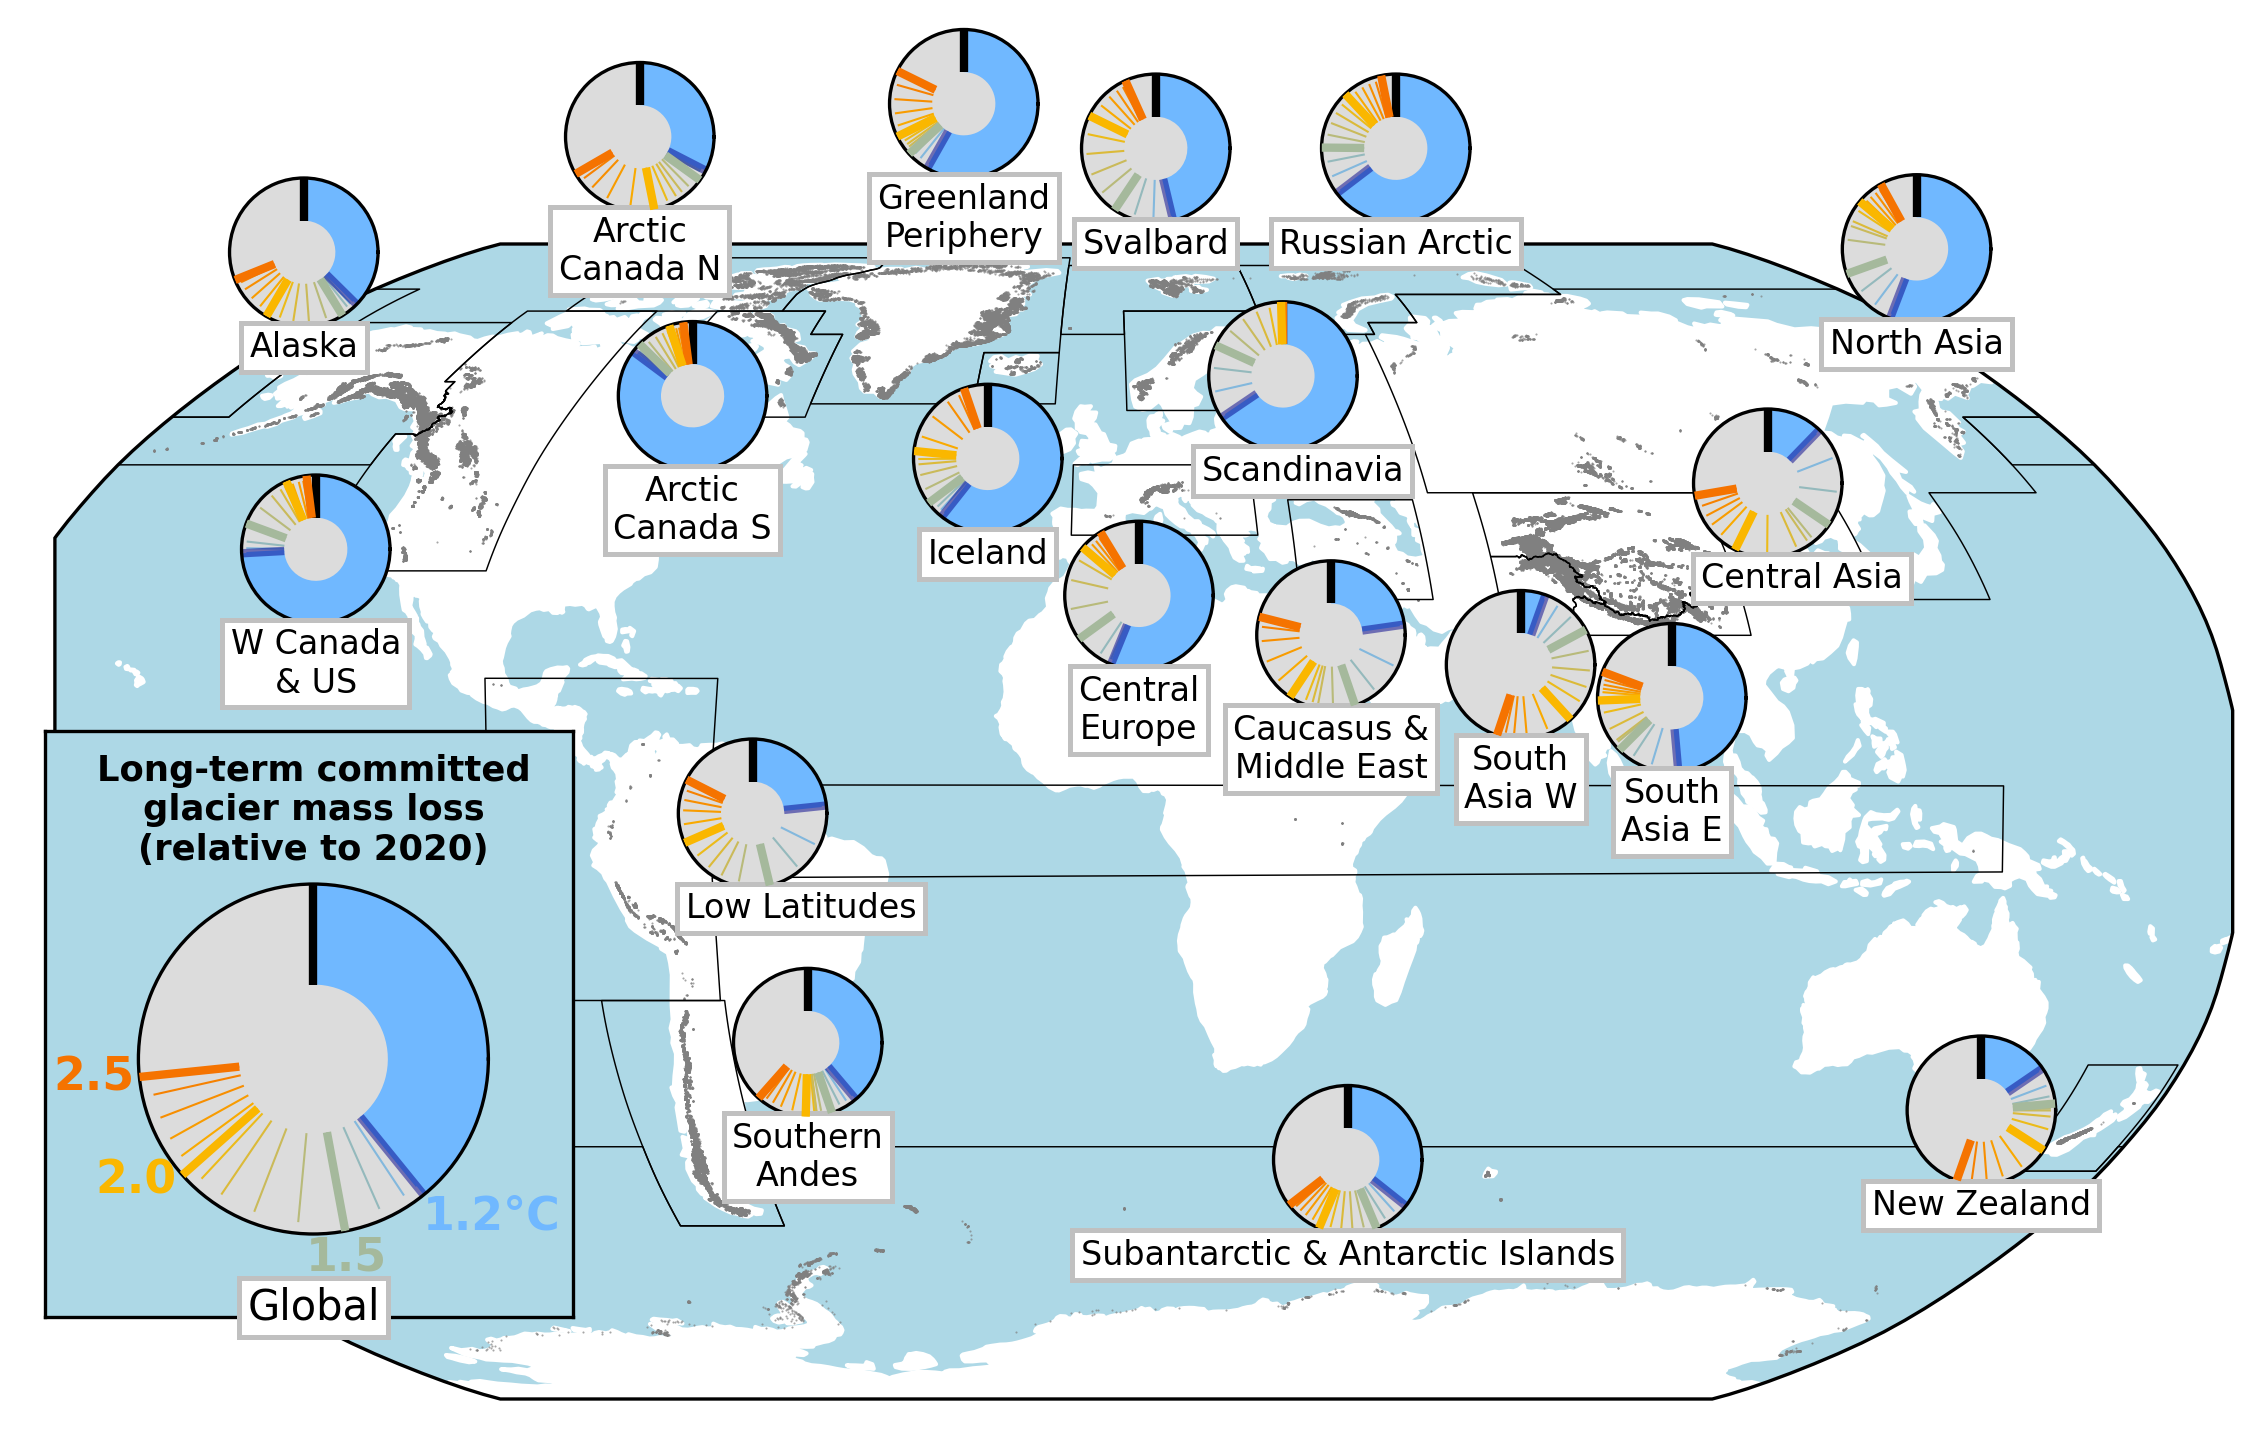 Arctic
Canada N
Greenland
Periphery
Svalbard
Russian Arctic
Alaska
North Asia
Arctic
Canada S
Iceland
Scandinavia
Central Asia
W Canada
& US
Central
Europe
Caucasus &
Middle East
South
Asia W
South
Asia E
Long-term committed
glacier mass loss
(relative to 2020)
2.5
2.0
1.5
1.2°C
Global
Low Latitudes
Southern
Andes
Subantarctic & Antarctic Islands
New Zealand